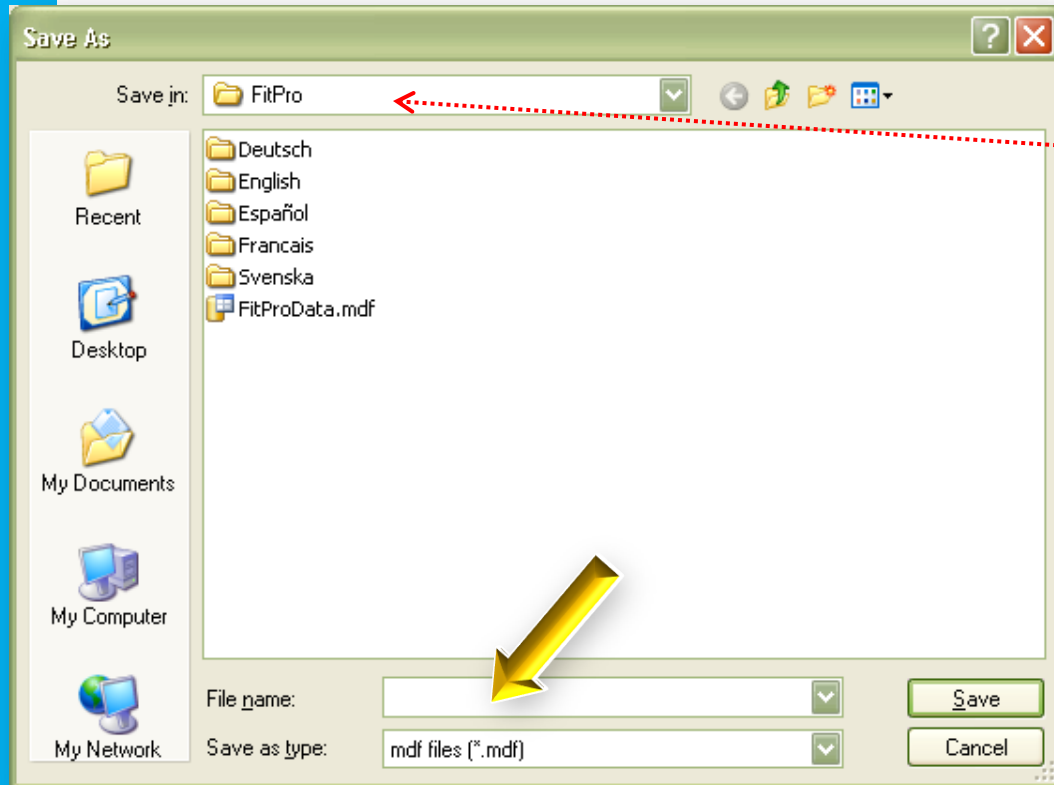 Save As
Save in: FitPro
Deutsch
English
Español
Francais
Svenska
FitProData.mdf
Recent
Desktop
My Documents
My Computer
My Network
File name:
Save
Save as type: mdf files (*.mdf)
Cancel